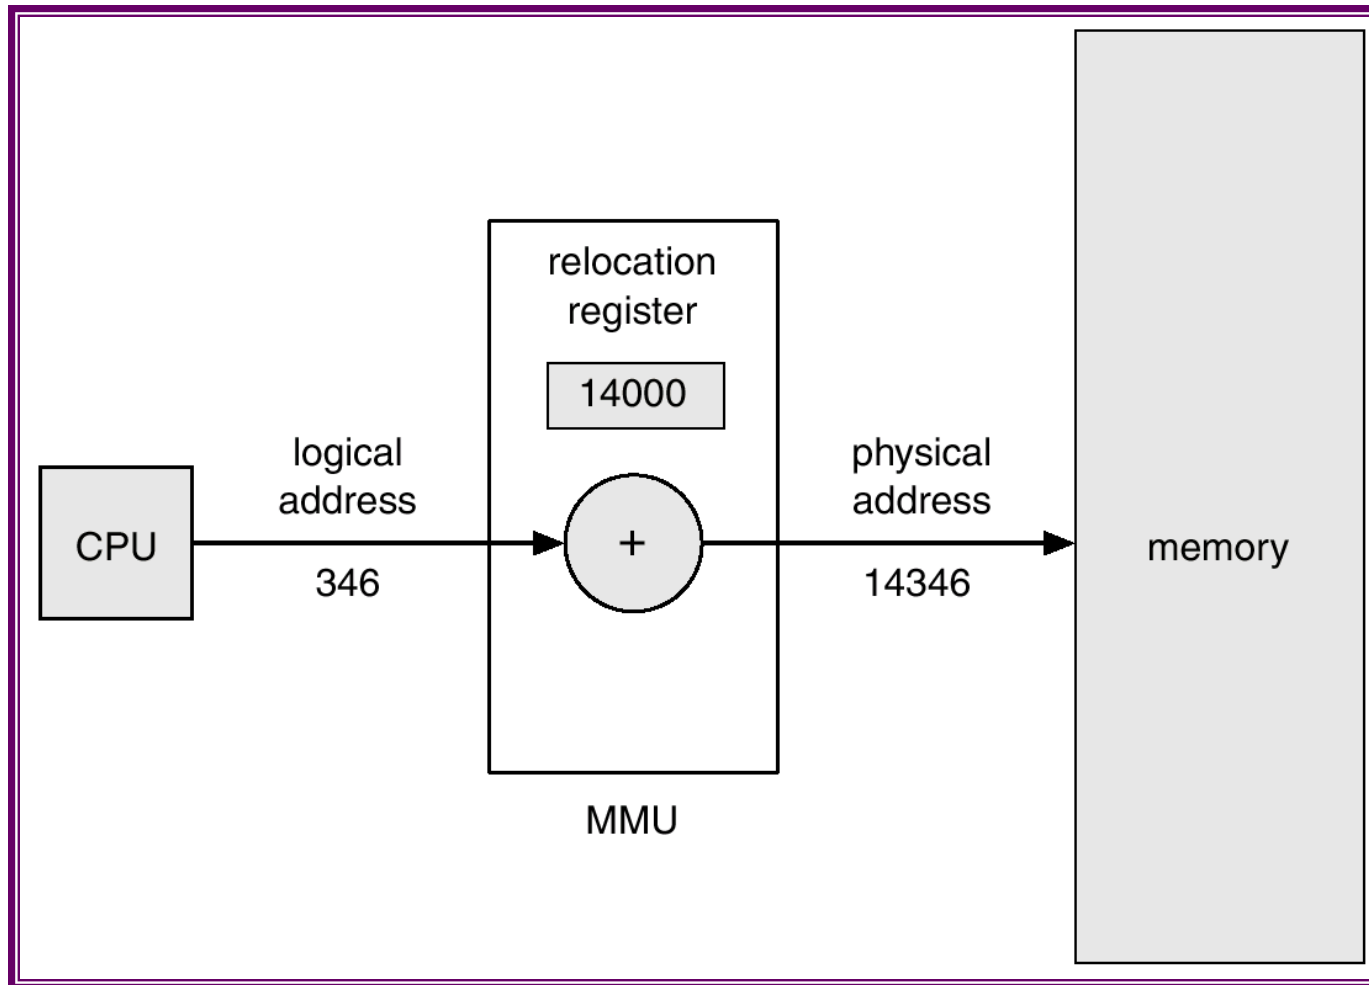 relocation
register
14000
logical
address
346
CPU
+
physical
address
14346
memory
MMU